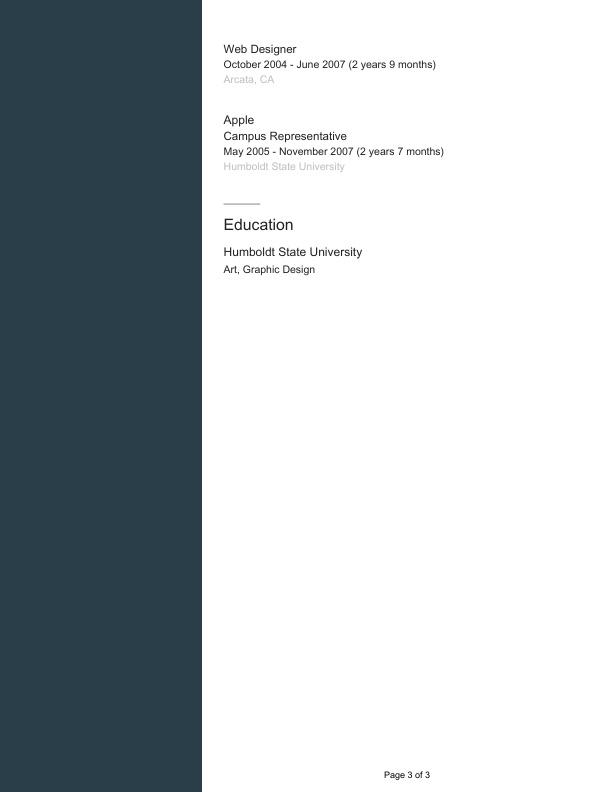 Web Designer
October 2004 - June 2007 (2 years 9 months)
Arcata, CA
Apple
Campus Representative
May 2005 - November 2007 (2 years 7 months)
Humboldt State University
Education
Humboldt State University
Art, Graphic Design
Page 3 of 3